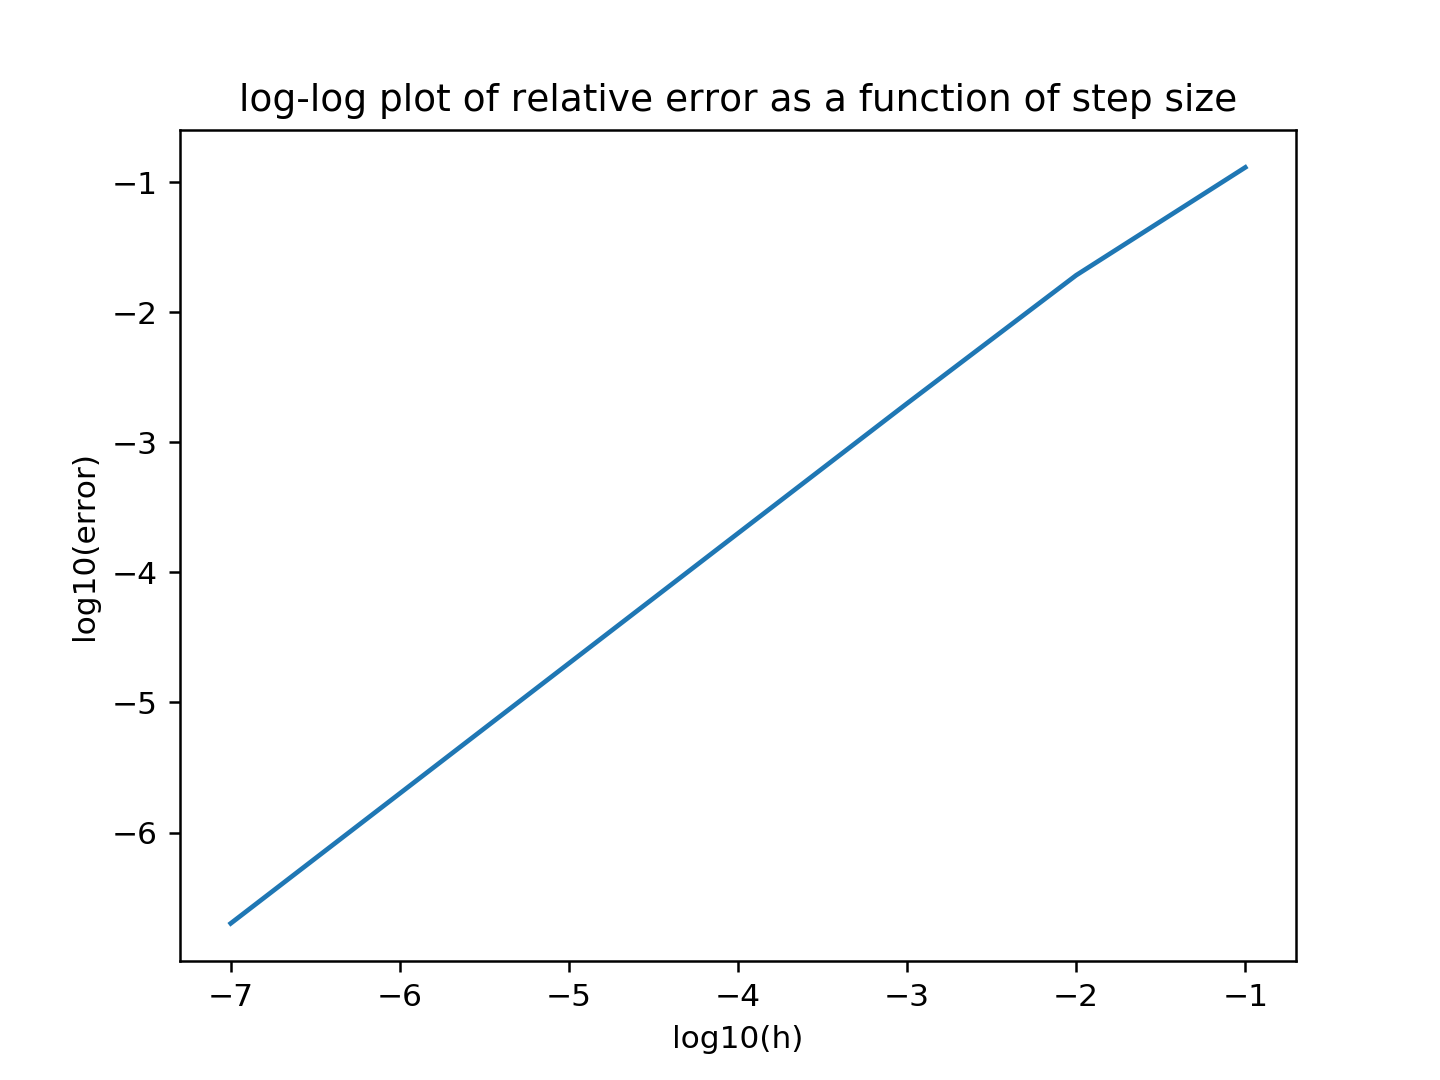 log-log plot of relative error as a function of step size
−1
−2
−3
−4
−5
−6
log10(error)
−7 −6 −5 −4 −3 −2 −1
log10(h)